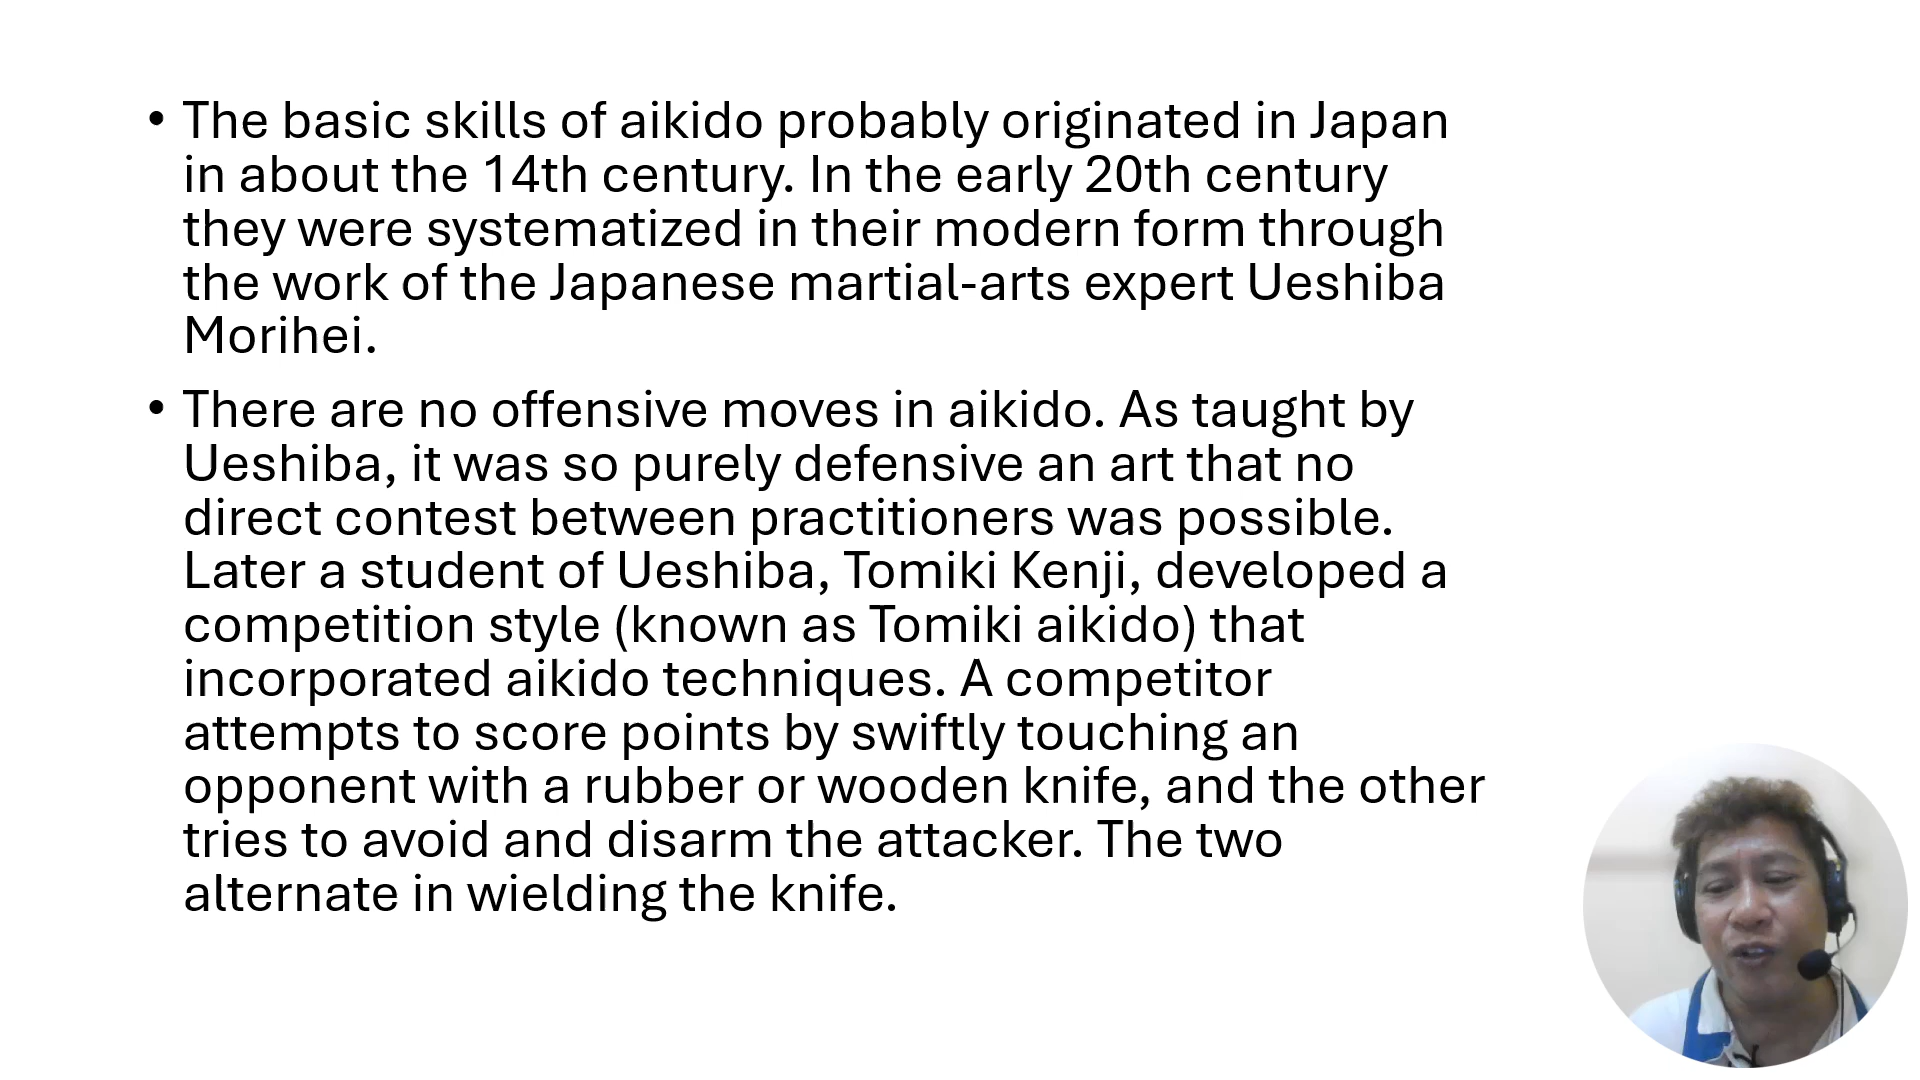 • The basic skills of aikido probably originated in Japan
in about the 14th century. In the early 20th century
they were systematized in their modern form through
the work of the Japanese martial-arts expert Ueshiba
Morihei.
• There are no offensive moves in aikido. As taught by
Ueshiba, it was so purely defensive an art that no
direct contest between practitioners was possible.
Later a student of Ueshiba, Tomiki Kenji, developed a
competition style (known as Tomiki aikido) that
incorporated aikido techniques. A competitor
attempts to score points by swiftly touching an
opponent with a rubber or wooden knife, and the other
tries to avoid and disarm the attacker. The two
alternate in wielding the knife.